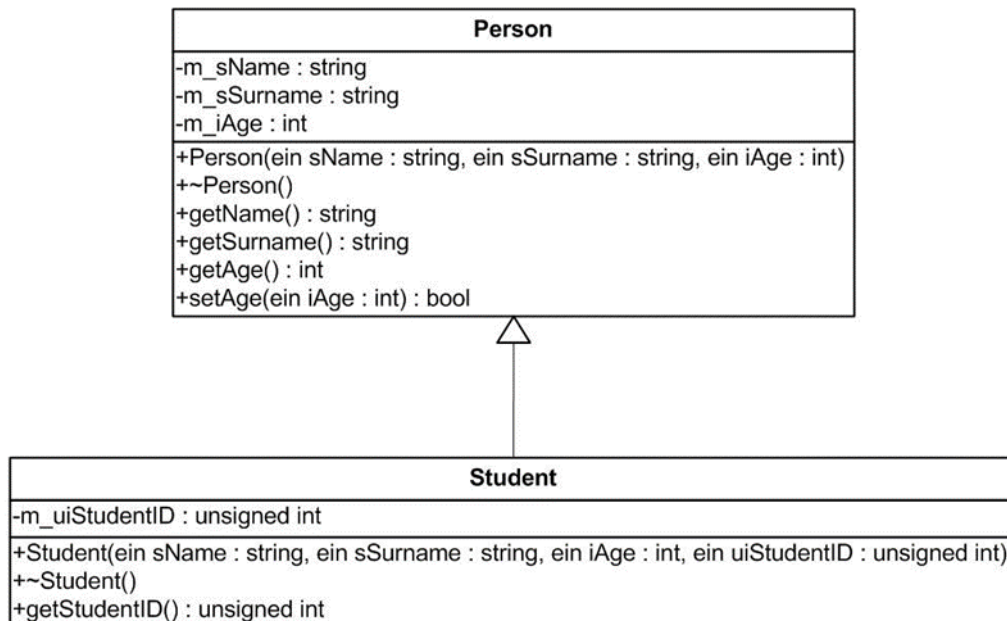 Person
-m_sName : string
-m_sSurname : string
-m_iAge : int
+Person(ein sName : string, ein sSurname : string, ein iAge : int)
+~Person()
+getName() : string
+getSurname() : string
+getAge() : int
+setAge(ein iAge : int) : bool
Student
-m_uiStudentID : unsigned int
+Student(ein sName : string, ein sSurname : string, ein iAge : int, ein uiStudentID : unsigned int)
+~Student()
+getStudentID() : unsigned int